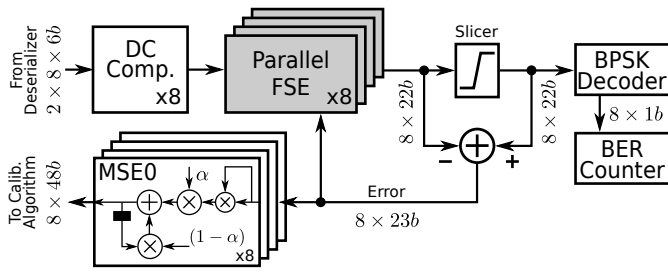 From
Deserializer
2 × 8 × 6b
DC
Comp.
x8
Parallel
FSE
x8
8 × 22b
Slicer
8 × 22b
BPSK
Decoder
8 × 1b
BER
Counter
− +
Error
8 × 23b
To Calib.
Algorithm
8 × 48b
MSE0
α
+
×
×
×
(1 − α)
x8